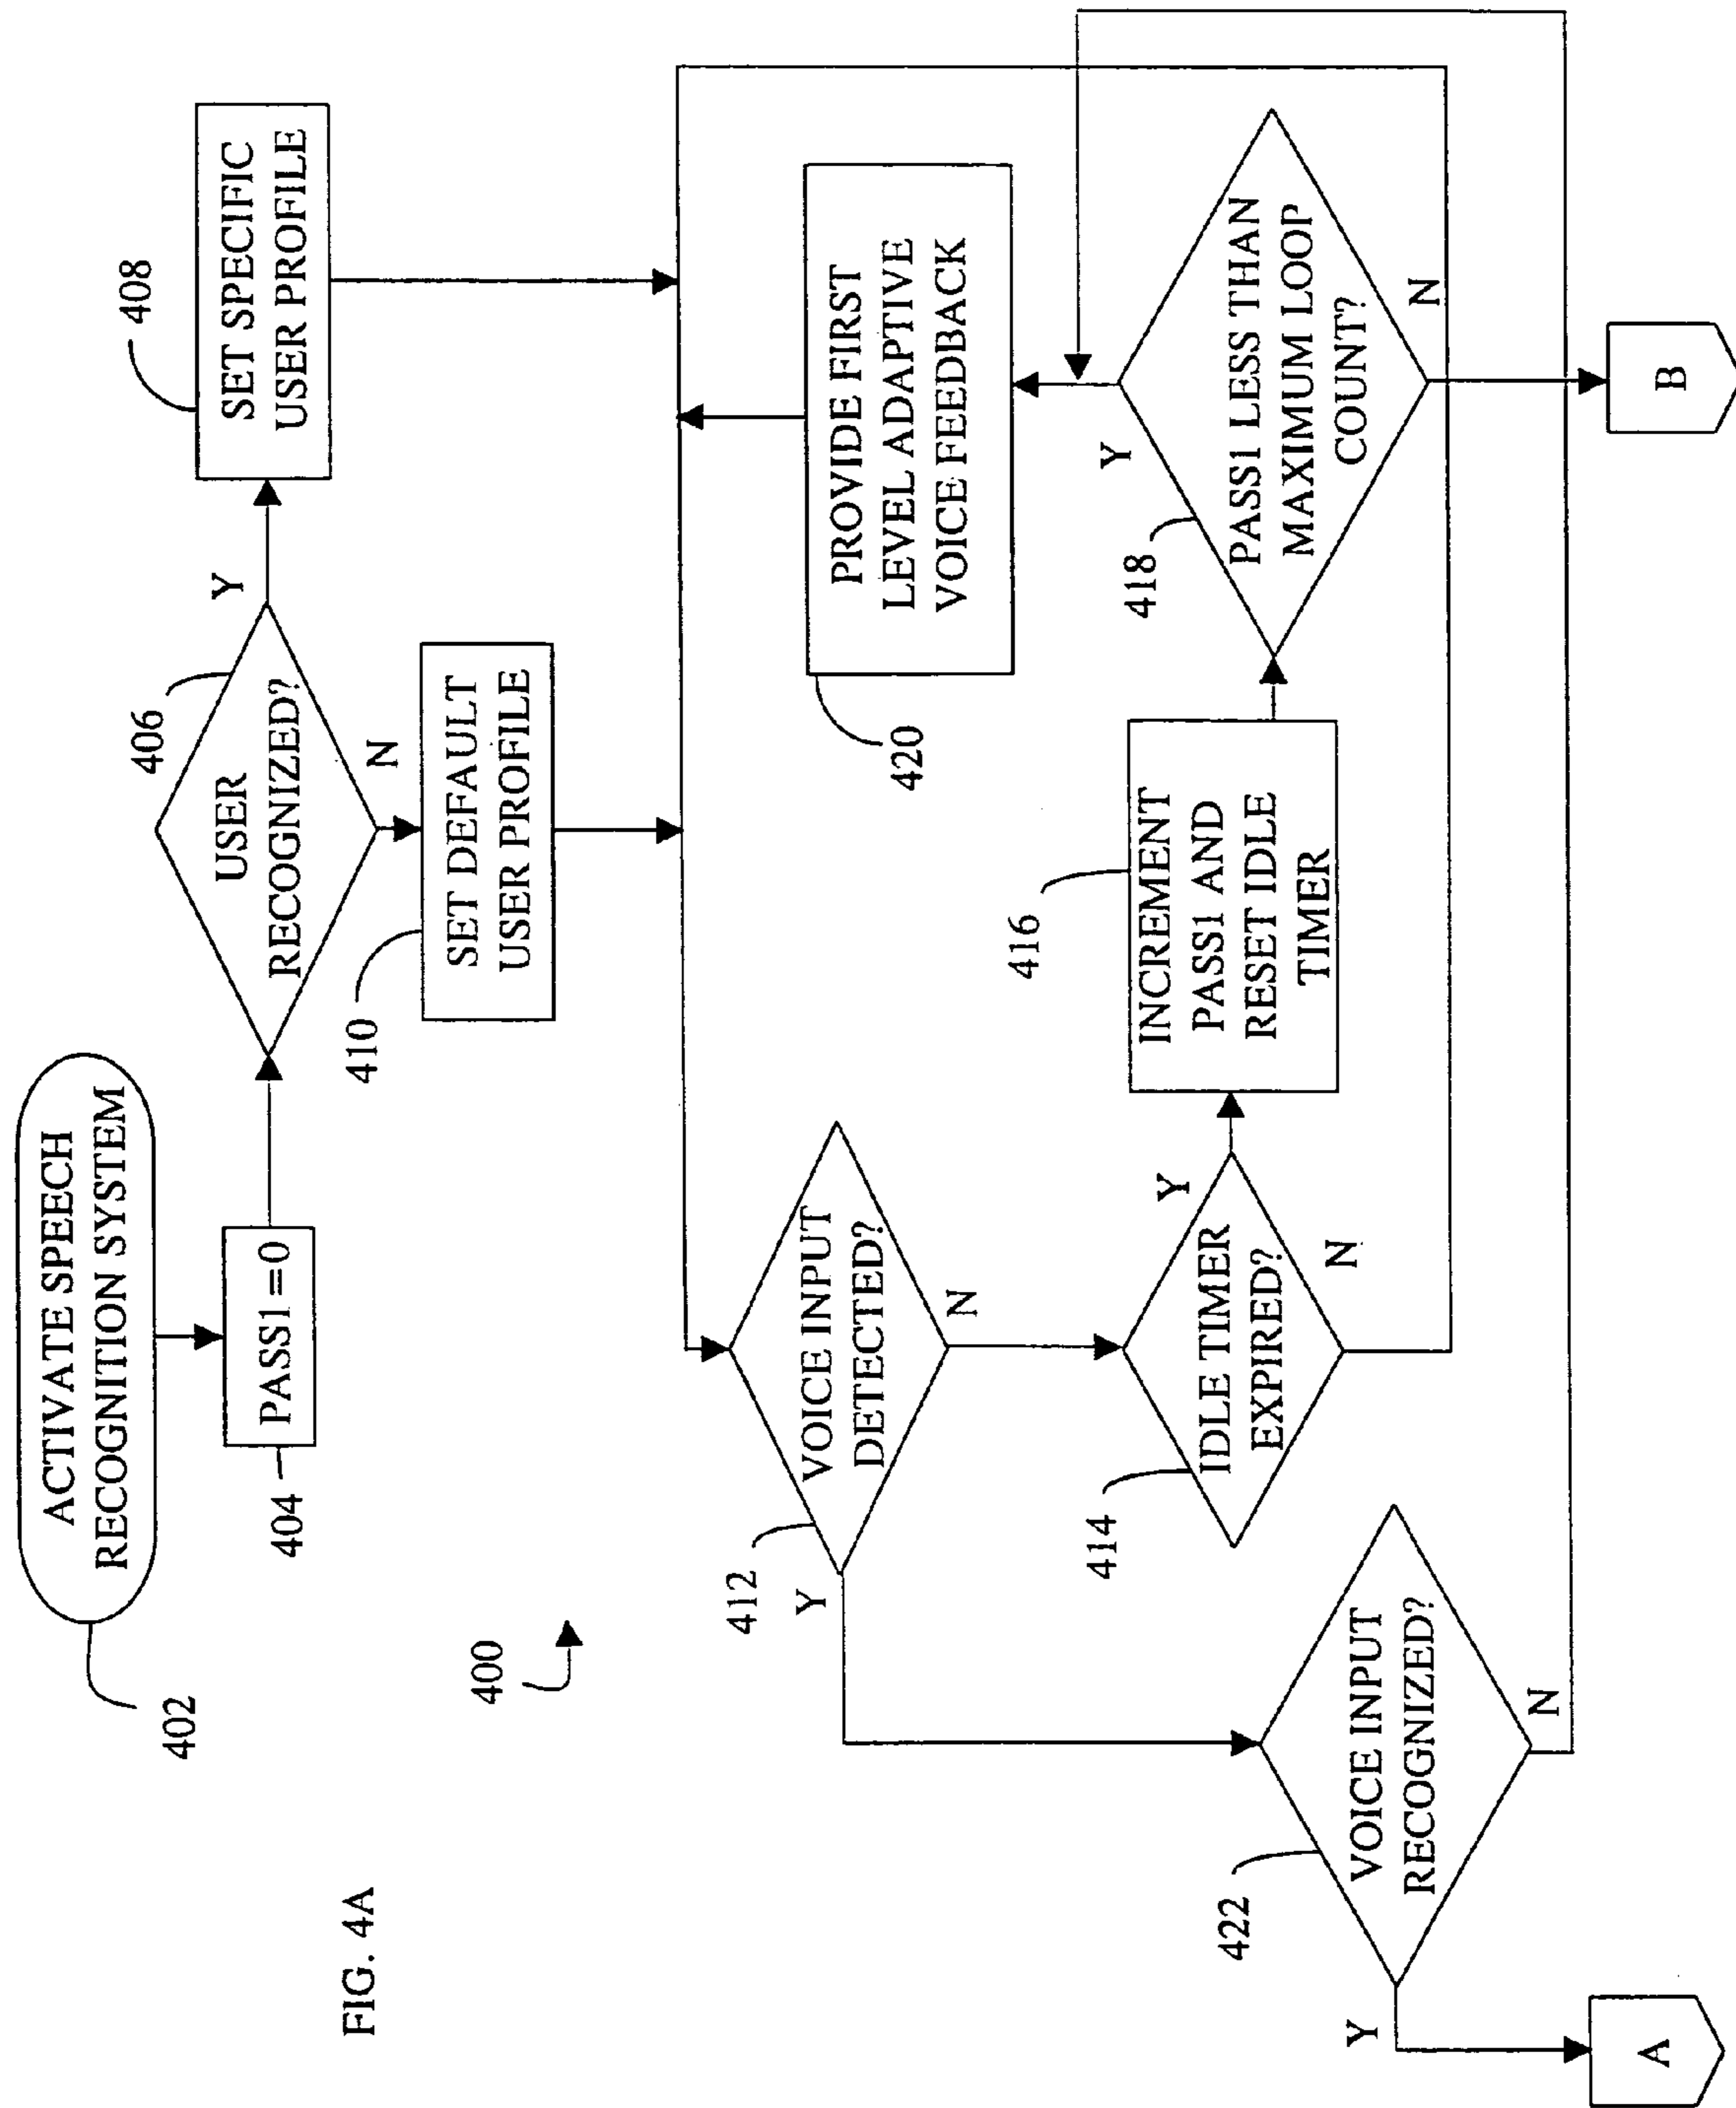 FIG. 4A
400
402
ACTIVATE SPEECH
RECOGNITION SYSTEM
404
PASS1=0
406
USER
RECOGNIZED?
Y
N
408
SET SPECIFIC
USER PROFILE
410
SET DEFAULT
USER PROFILE
412
VOICE INPUT
DETECTED?
Y
N
414
IDLE TIMER
EXPIRED?
Y
N
416
INCREMENT
PASS1 AND
RESET IDLE
TIMER
418
PASS1 LESS THAN
MAXIMUM LOOP
COUNT?
Y
N
420
PROVIDE FIRST
LEVEL ADAPTIVE
VOICE FEEDBACK
422
VOICE INPUT
RECOGNIZED?
Y
N
A
B